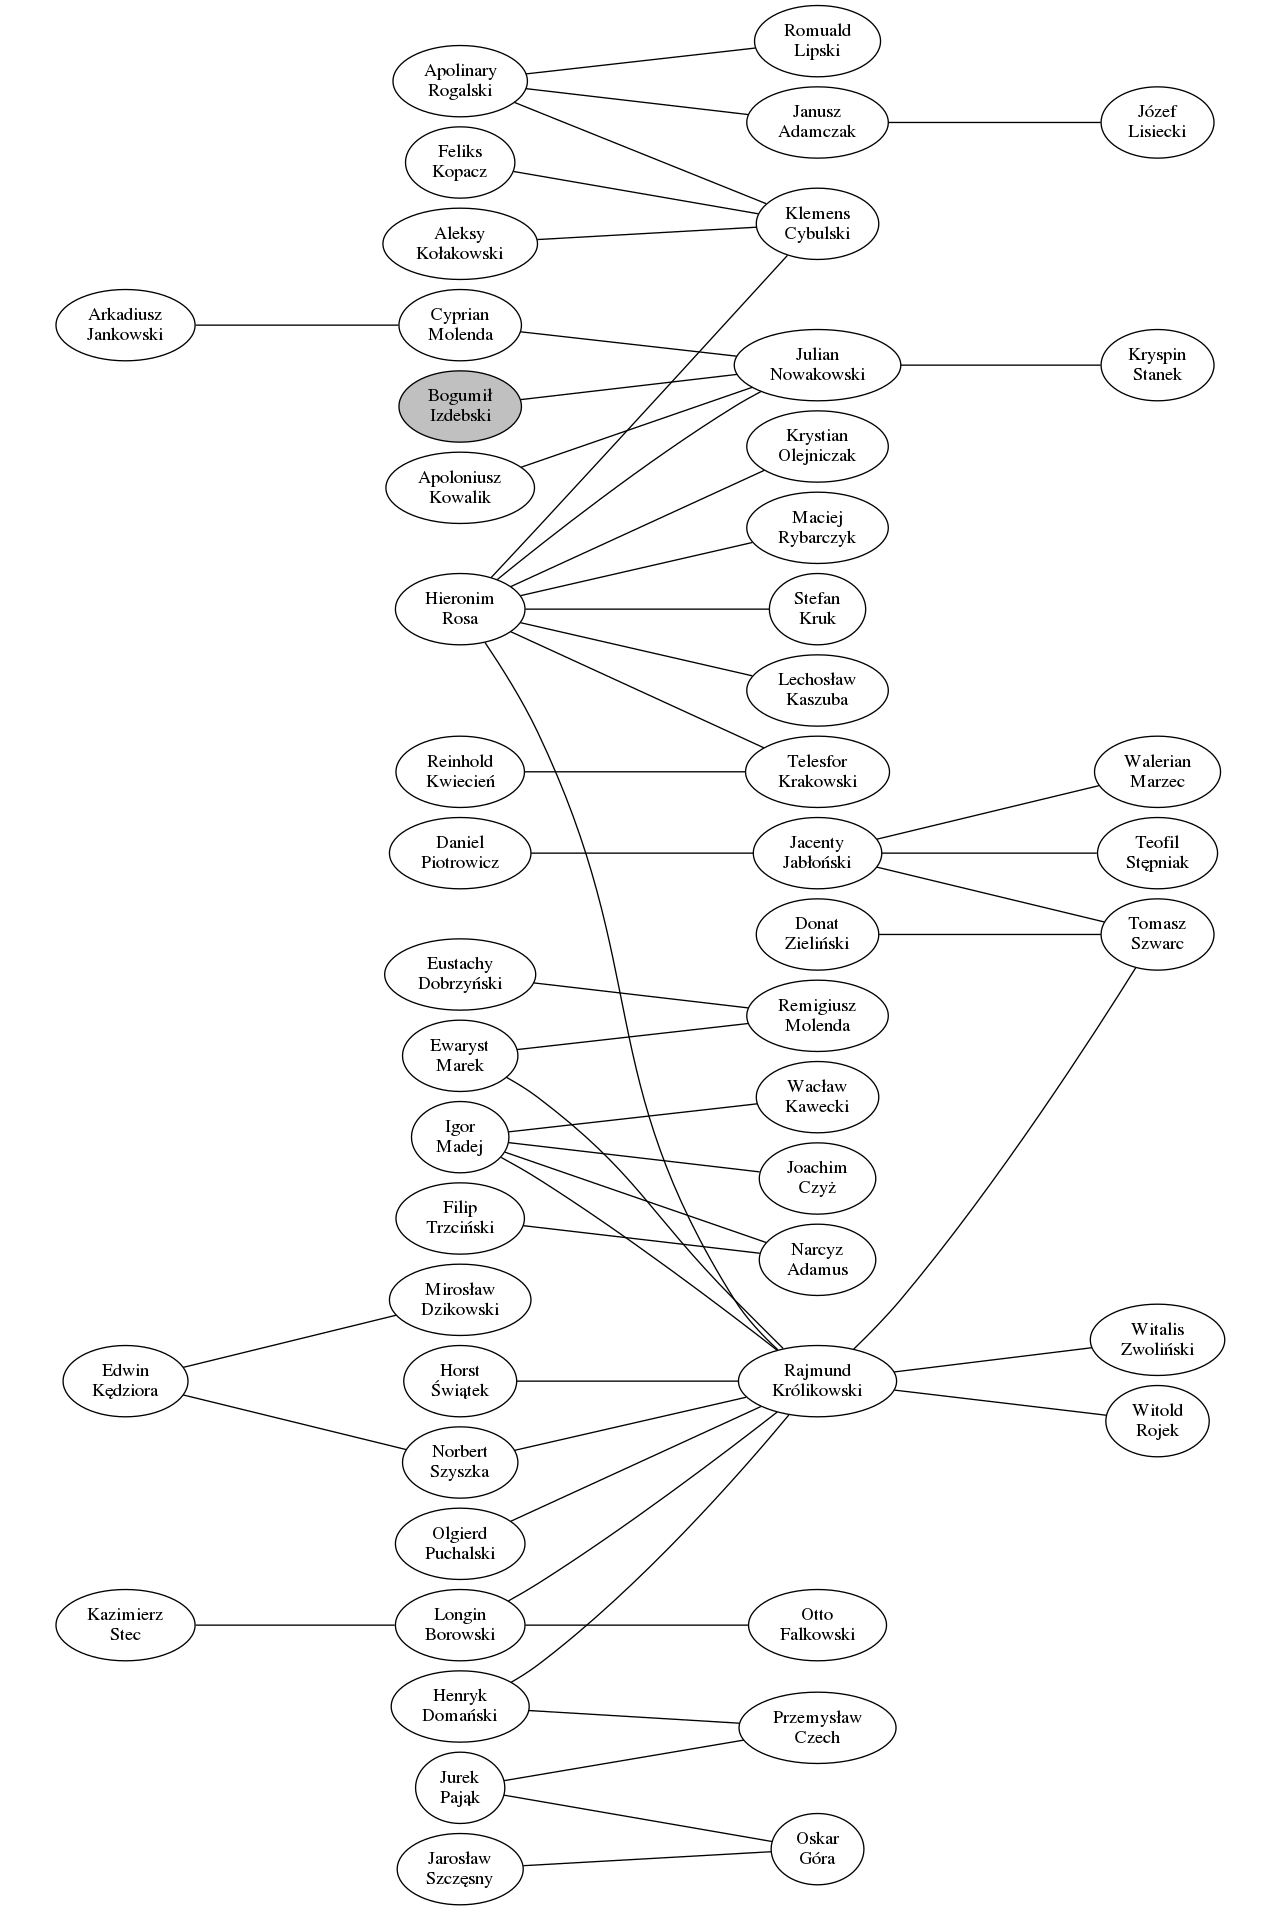 Romuald
Lipski
Apolinary
Rogalski
Janusz
Adamczak
Józef
Lisiecki
Feliks
Kopacz
Klemens
Cybulski
Aleksy
Kołakowski
Arkadiusz
Jankowski
Cyprian
Molenda
Julian
Nowakowski
Kryspin
Stanek
Bogumił
Izdebski
Krystian
Olejniczak
Apoloniusz
Kowalik
Maciej
Rybarczyk
Hieronim
Rosa
Stefan
Kruk
Lechosław
Kaszuba
Reinhold
Kwiecień
Telesfor
Krakowski
Walerian
Marzec
Daniel
Piotrowicz
Jacenty
Jabłoński
Teofil
Stępniak
Donat
Zieliński
Tomasz
Szwarc
Eustachy
Dobrzyński
Remigiusz
Molenda
Ewaryst
Marek
Wacław
Kawecki
Igor
Madej
Joachim
Czyż
Filip
Trzciński
Narcyz
Adamus
Mirosław
Dzikowski
Witalis
Zwoliński
Edwin
Kędziora
Horst
Świątek
Rajmund
Królikowski
Witold
Rojek
Norbert
Szyszka
Olgierd
Puchalski
Kazimierz
Stec
Longin
Borowski
Otto
Falkowski
Henryk
Domański
Przemysław
Czech
Jurek
Pająk
Oskar
Góra
Jarosław
Szczęsny